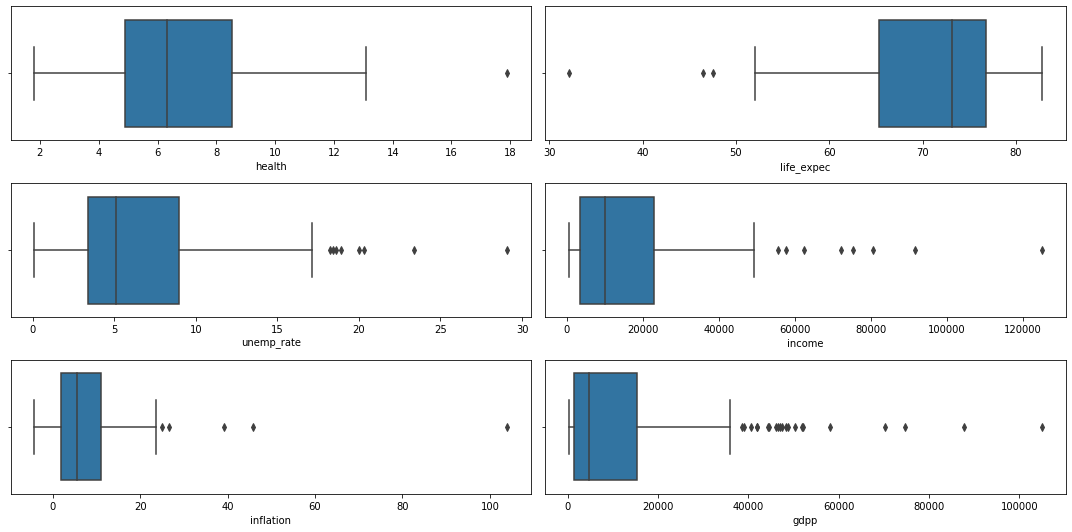 2 4 6 8 10 12 14 16 18
health
30 40 50 60 70 80
life_expec
0 5 10 15 20 25 30
unemp_rate
0 20000 40000 60000 80000 100000 120000
income
0 20 40 60 80 100
inflation
0 20000 40000 60000 80000 100000
gdpp